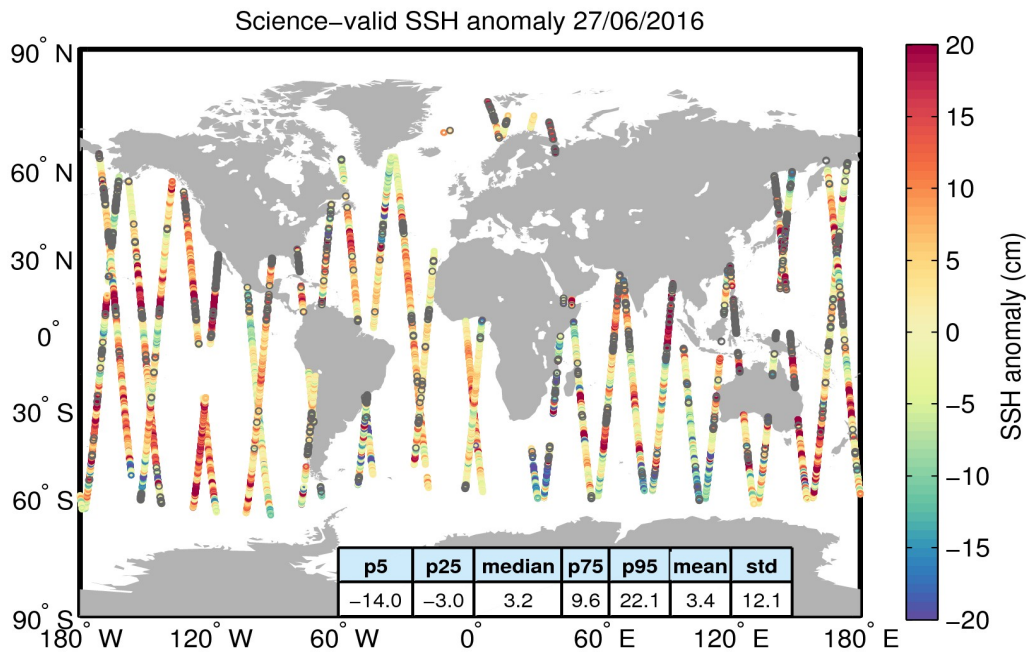 Science−valid SSH anomaly 27/06/2016
90° N
60° N
30° N
0°
30° S
60° S
90° S
180° W
120° W
60° W
0°
60° E
120° E
180° E
p5 p25 median p75 p95 mean std
−14.0 −3.0 3.2 9.6 22.1 3.4 12.1
20
15
10
5
0
−5
−10
−15
−20
SSH anomaly (cm)